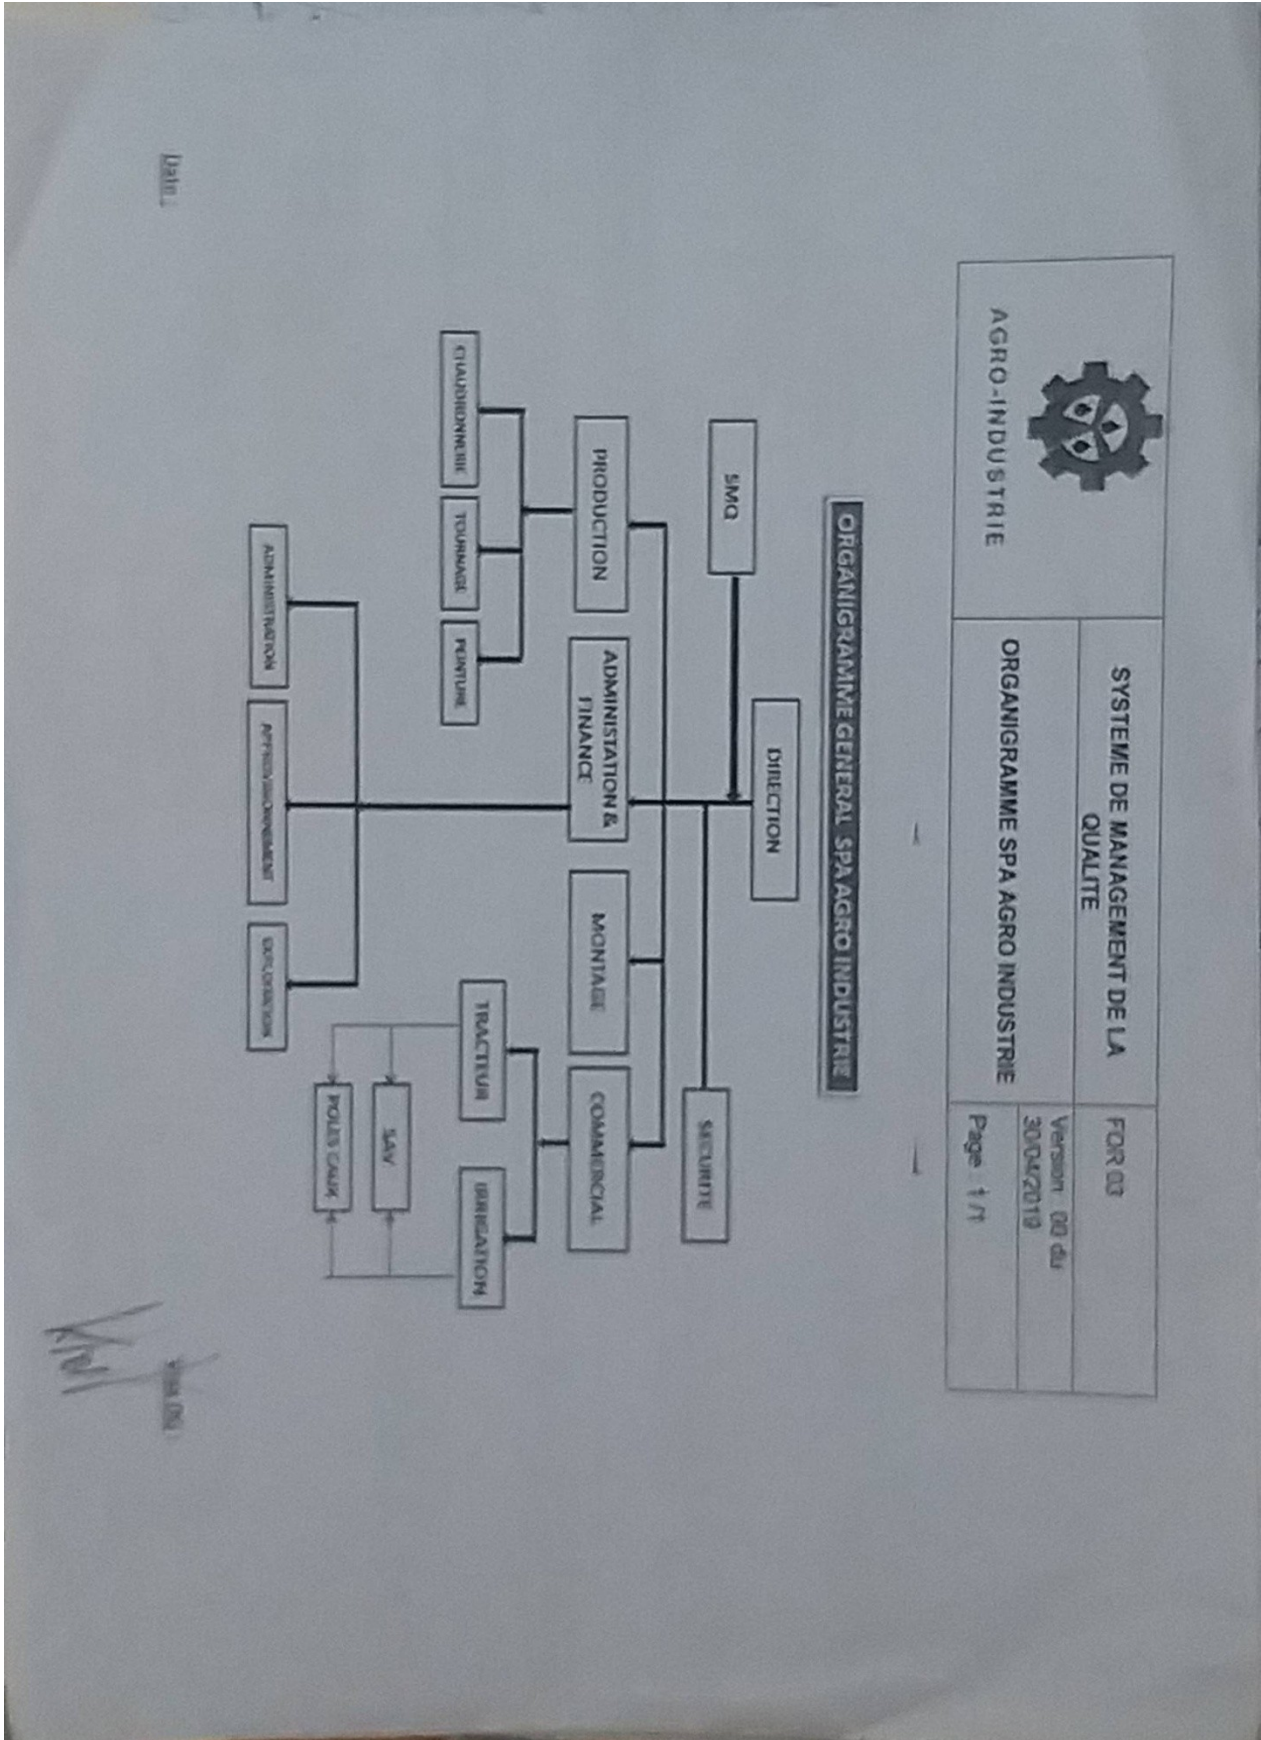 AGRO-INDUSTRIE
SYSTEME DE MANAGEMENT DE LA
QUALITE
ORGANIGRAMME SPA AGRO INDUSTRIE
FOR 03
Version : 00 du
30/04/2019
Page : 1 /1
ORGANIGRAMME GENERAL SPA AGRO INDUSTRIE
DIRECTION
SMQ
SECURITE
PRODUCTION
ADMINISTATION &
FINANCE
MONTAGE
COMMERCIAL
CHAUDRONNERIE
TOURNAGE
PEINTURE
TRACTEUR
IRRIGATION
SAV
ADMINISTRATION
APPROVISIONNEMENT
EXPLOITATION
Date :
Visa